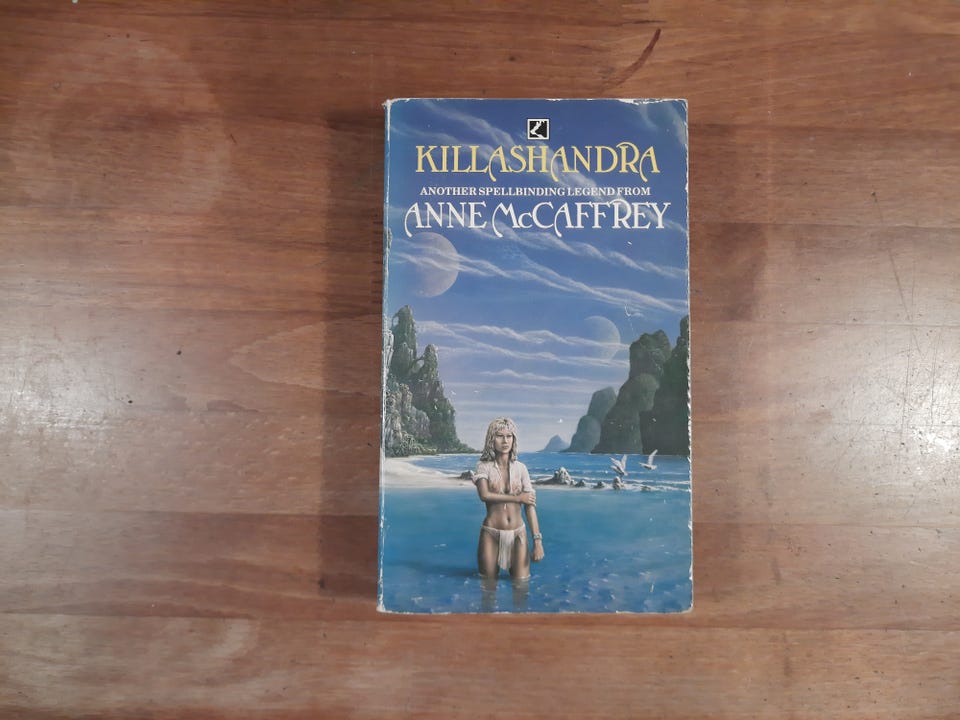 KILLASHANDRA
ANOTHER SPELLBINDING LEGEND FROM
ANNE McCAFFREY